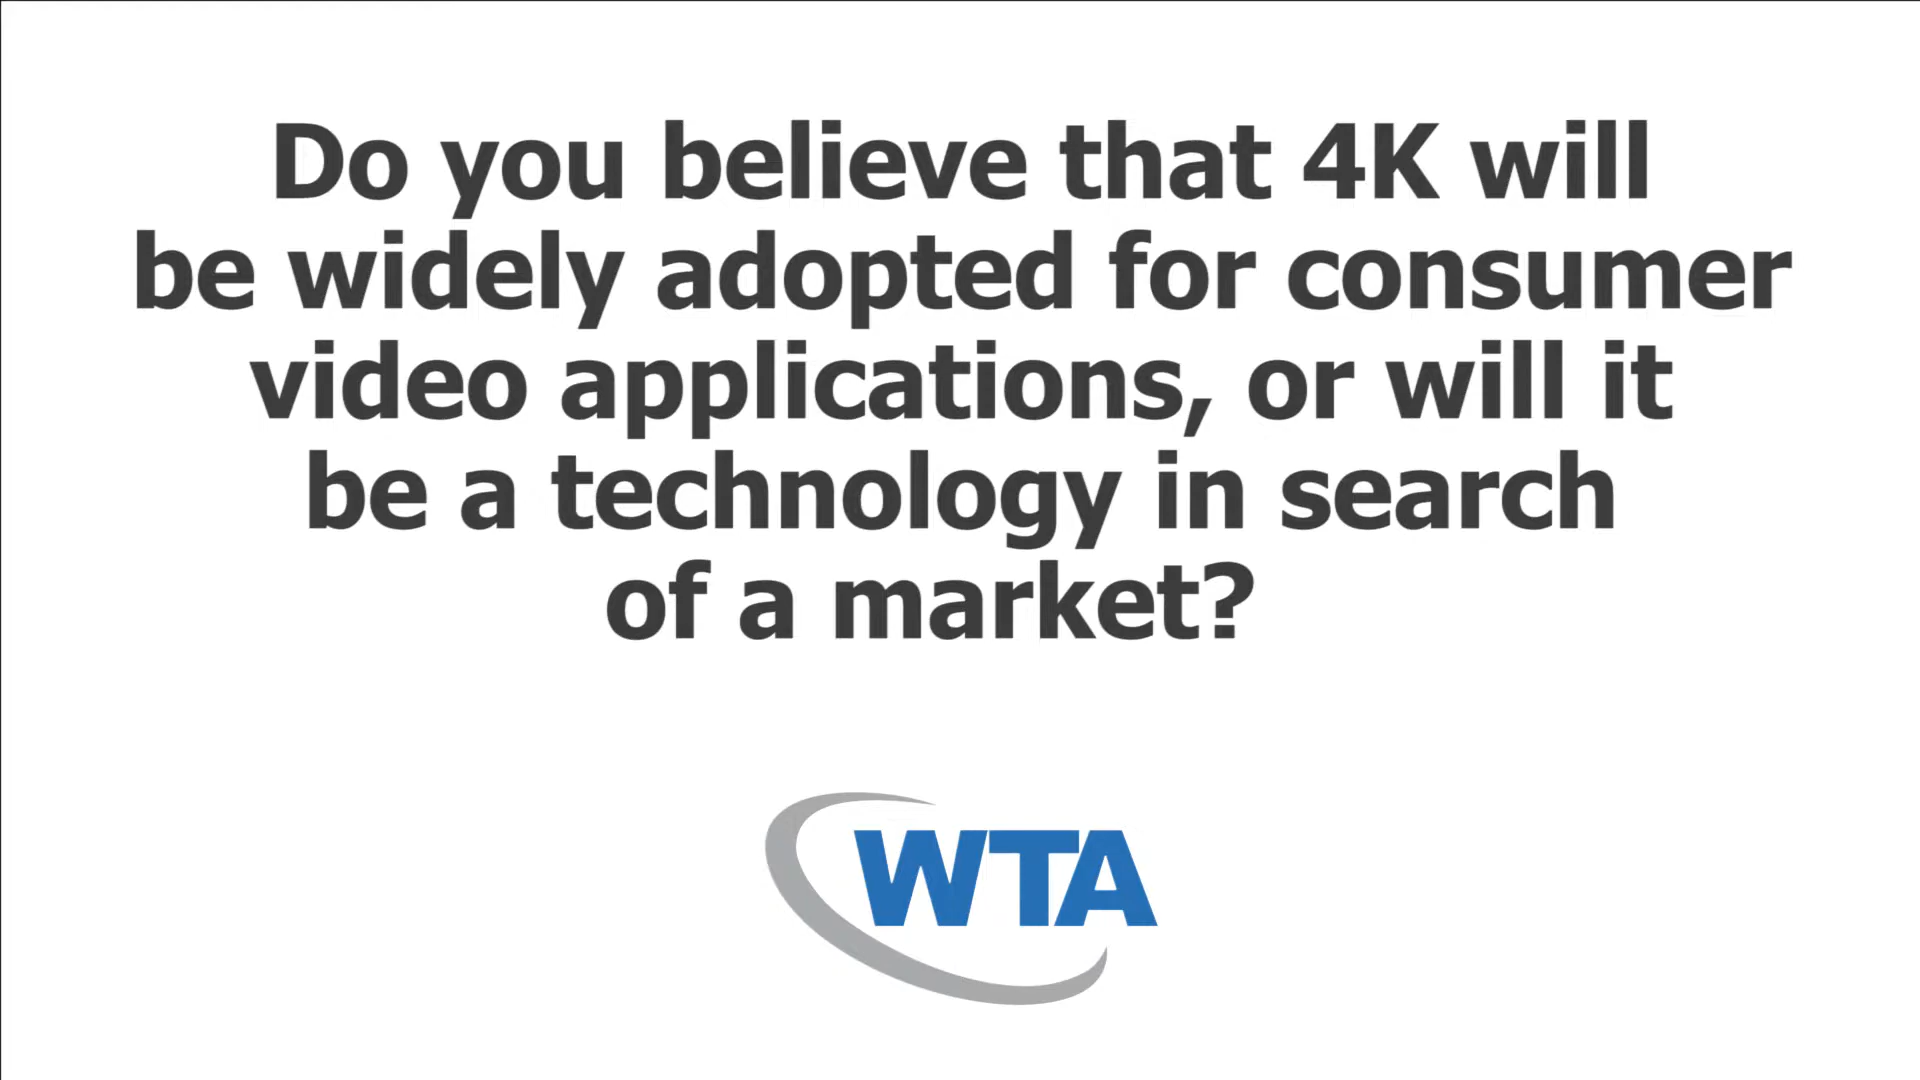 Do you believe that 4K will
be widely adopted for consumer
video applications, or will it
be a technology in search
of a market?
WTA